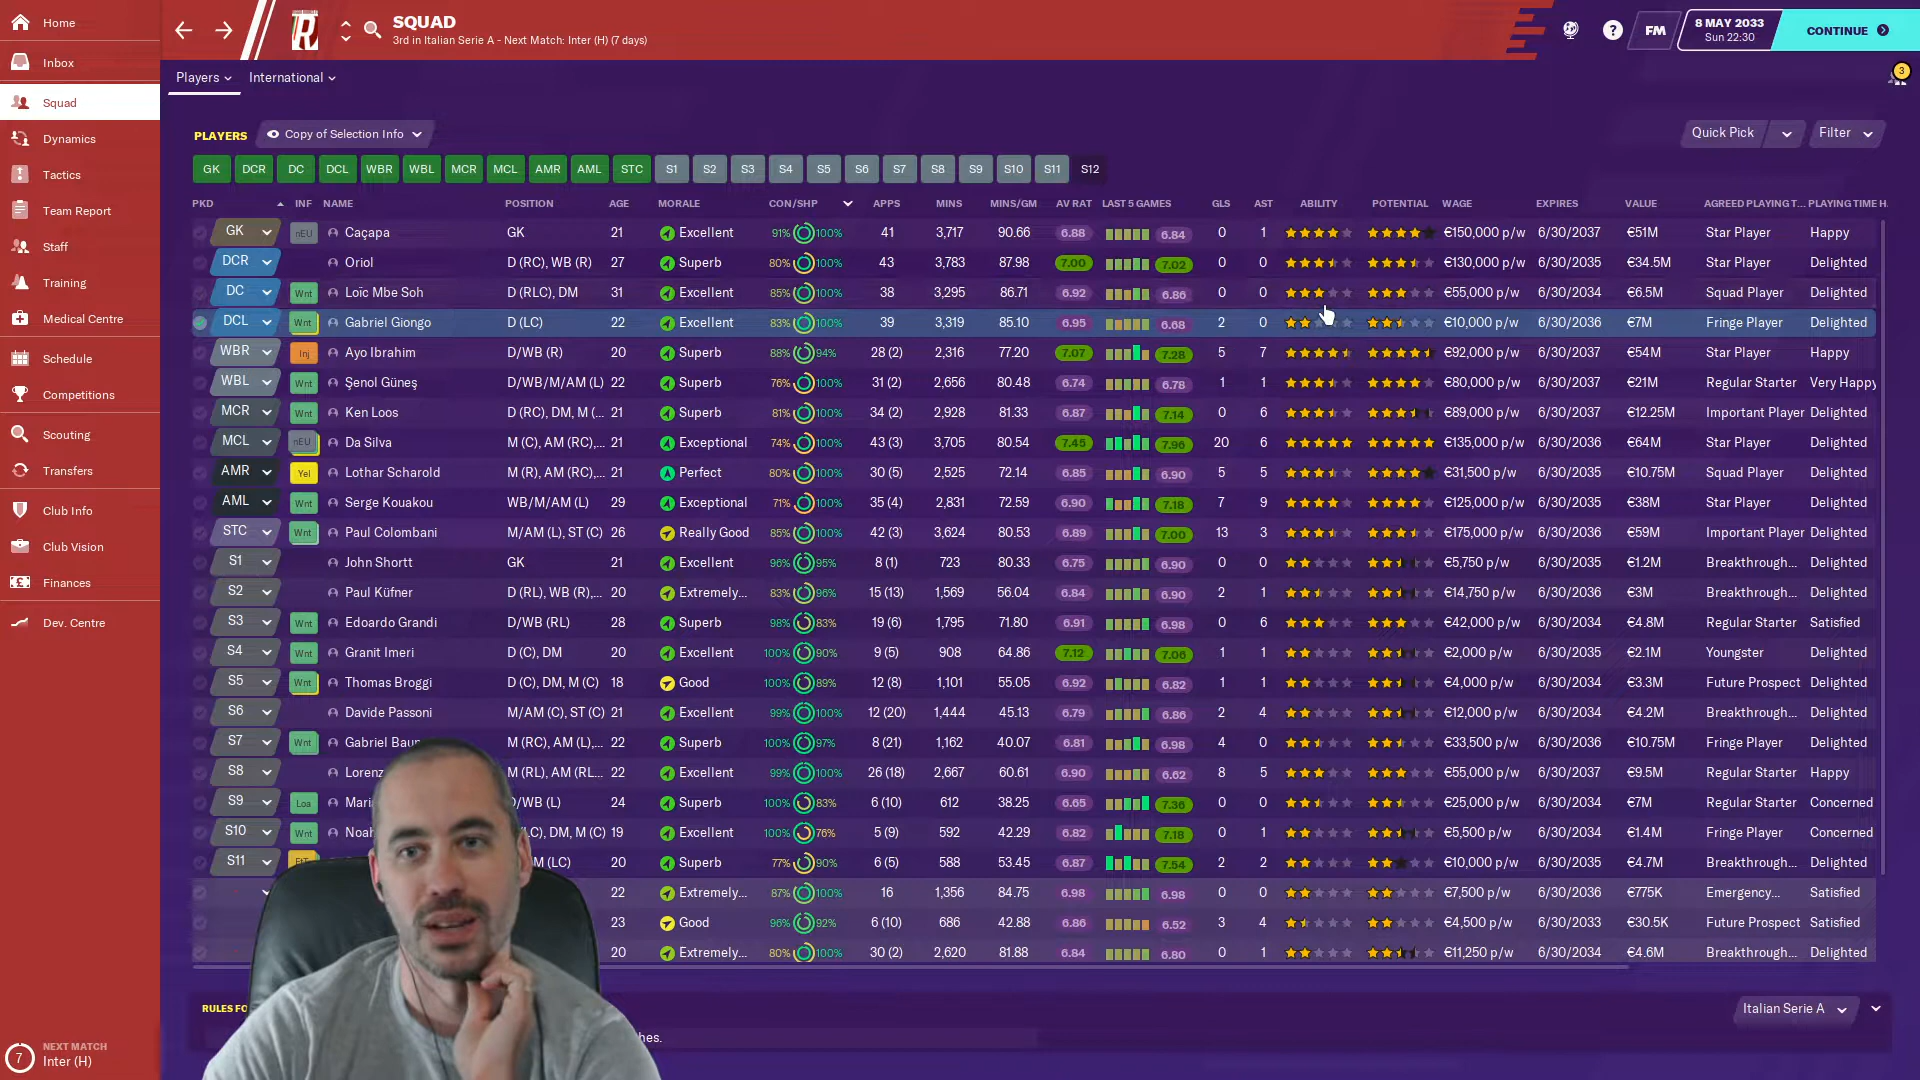 Home
Inbox
Squad
Dynamics
Tactics
Team Report
Staff
Training
Medical Centre
Schedule
Competitions
Scouting
Transfers
Club Info
Club Vision
Finances
Dev. Centre
7
NEXT MATCH
Inter (H)
R
SQUAD
3rd in Italian Serie A - Next Match: Inter (H) (7 days)
?
FM
8 MAY 2033
Sun 22:30
CONTINUE
Players International
3
PLAYERS Copy of Selection Info Quick Pick Filter
GK DCR DC DCL WBR WBL MCR MCL AMR AML STC S1 S2 S3 S4 S5 S6 S7 S8 S9 S10 S11 S12
PKD INF NAME POSITION AGE MORALE CON/SHP APPS MINS MINS/GM AV RAT LAST 5 GAMES GLS AST ABILITY POTENTIAL WAGE EXPIRES VALUE AGREED PLAYING T... PLAYING TIME H.
GK nEU Caçapa GK 21 Excellent 91% 100% 41 3,717 90.66 6.88 6.84 0 1 €150,000 p/w 6/30/2037 €51M Star Player Happy
DCR Oriol D (RC), WB (R) 27 Superb 80% 100% 43 3,783 87.98 7.00 7.02 0 0 €130,000 p/w 6/30/2035 €34.5M Star Player Delighted
DC Wnt Loïc Mbe Soh D (RLC), DM 31 Excellent 85% 100% 38 3,295 86.71 6.92 6.86 0 0 €55,000 p/w 6/30/2034 €6.5M Squad Player Delighted
DCL Wnt Gabriel Giongo D (LC) 22 Excellent 83% 100% 39 3,319 85.10 6.95 6.68 2 0 €10,000 p/w 6/30/2036 €7M Fringe Player Delighted
WBR Inj Ayo Ibrahim D/WB (R) 20 Superb 88% 94% 28 (2) 2,316 77.20 7.07 7.28 5 7 €92,000 p/w 6/30/2037 €54M Star Player Happy
WBL Wnt Şenol Güneş D/WB/M/AM (L) 22 Superb 76% 100% 31 (2) 2,656 80.48 6.74 6.78 1 1 €80,000 p/w 6/30/2037 €21M Regular Starter Very Happy
MCR Wnt Ken Loos D (RC), DM, M (... 21 Superb 81% 100% 34 (2) 2,928 81.33 6.87 7.14 0 6 €89,000 p/w 6/30/2037 €12.25M Important Player Delighted
MCL nEU Da Silva M (C), AM (RC),... 21 Exceptional 74% 100% 43 (3) 3,705 80.54 7.45 7.96 20 6 €135,000 p/w 6/30/2036 €64M Star Player Delighted
AMR Yel Lothar Scharold M (R), AM (RC),... 21 Perfect 80% 100% 30 (5) 2,525 72.14 6.85 6.90 5 5 €31,500 p/w 6/30/2036 €10.75M Squad Player Delighted
AML Wnt Serge Kouakou WB/M/AM (L) 29 Exceptional 71% 100% 35 (4) 2,831 72.59 6.90 7.18 7 9 €125,000 p/w 6/30/2035 €38M Star Player Delighted
STC Wnt Paul Colombani M/AM (L), ST (C) 26 Really Good 85% 100% 42 (3) 3,624 80.53 6.89 7.00 13 3 €175,000 p/w 6/30/2036 €59M Important Player Delighted
S1 John Shortt GK 21 Excellent 96% 95% 8 (1) 723 80.33 6.75 6.90 0 0 €5,750 p/w 6/30/2035 €1.2M Breakthrough... Delighted
S2 Paul Küfner D (RL), WB (R),... 20 Extremely... 83% 96% 15 (13) 1,569 56.04 6.84 6.90 2 1 €14,750 p/w 6/30/2036 €3M Breakthrough... Delighted
S3 Wnt Edoardo Grandi D/WB (RL) 28 Superb 98% 83% 19 (6) 1,795 71.80 6.91 6.98 0 6 €42,000 p/w 6/30/2034 €4.8M Regular Starter Satisfied
S4 Wnt Granit Imeri D (C), DM 20 Excellent 100% 90% 9 (5) 908 64.86 7.12 7.06 1 1 €2,000 p/w 6/30/2035 €2.1M Youngster Delighted
S5 Wnt Thomas Broggi D (C), DM, M (C) 18 Good 100% 89% 12 (8) 1,101 55.05 6.92 6.82 1 1 €4,000 p/w 6/30/2034 €3.3M Future Prospect Delighted
S6 Davide Passoni M/AM (C), ST (C) 21 Excellent 99% 100% 12 (20) 1,444 45.13 6.79 6.86 2 4 €12,000 p/w 6/30/2034 €4.2M Breakthrough... Delighted
S7 Wnt Gabriel M (RC), AM (L),... 22 Superb 100% 97% 8 (21) 1,162 40.07 6.81 6.98 4 0 €33,500 p/w 6/30/2036 €10.75M Fringe Player Delighted
S8 M (RL), AM (RL... 22 Excellent 99% 100% 26 (18) 2,667 60.61 6.90 6.62 8 5 €55,000 p/w 6/30/2037 €9.5M Regular Starter Happy
S9 Loa D/WB (L) 24 Superb 100% 83% 6 (10) 612 38.25 6.65 7.36 0 0 €25,000 p/w 6/30/2034 €7M Regular Starter Concerned
S10 Wnt Noah (LC), DM, M (C) 19 Excellent 100% 76% 5 (9) 592 42.29 6.82 7.18 0 1 €5,500 p/w 6/30/2034 €1.4M Fringe Player Concerned
S11 M (LC) 20 Superb 77% 90% 6 (5) 588 53.45 6.87 7.54 2 2 €10,000 p/w 6/30/2035 €4.7M Breakthrough... Delighted
22 Extremely... 87% 100% 16 1,356 84.75 6.98 6.98 0 0 €7,500 p/w 6/30/2036 €775K Emergency... Satisfied
23 Good 96% 92% 6 (10) 686 42.88 6.86 6.52 3 4 €4,500 p/w 6/30/2033 €30.5K Future Prospect Satisfied
20 Extremely... 80% 100% 30 (2) 2,620 81.88 6.84 6.80 0 1 €11,250 p/w 6/30/2034 €4.6M Breakthrough... Delighted
RULES Italian Serie A
hes.